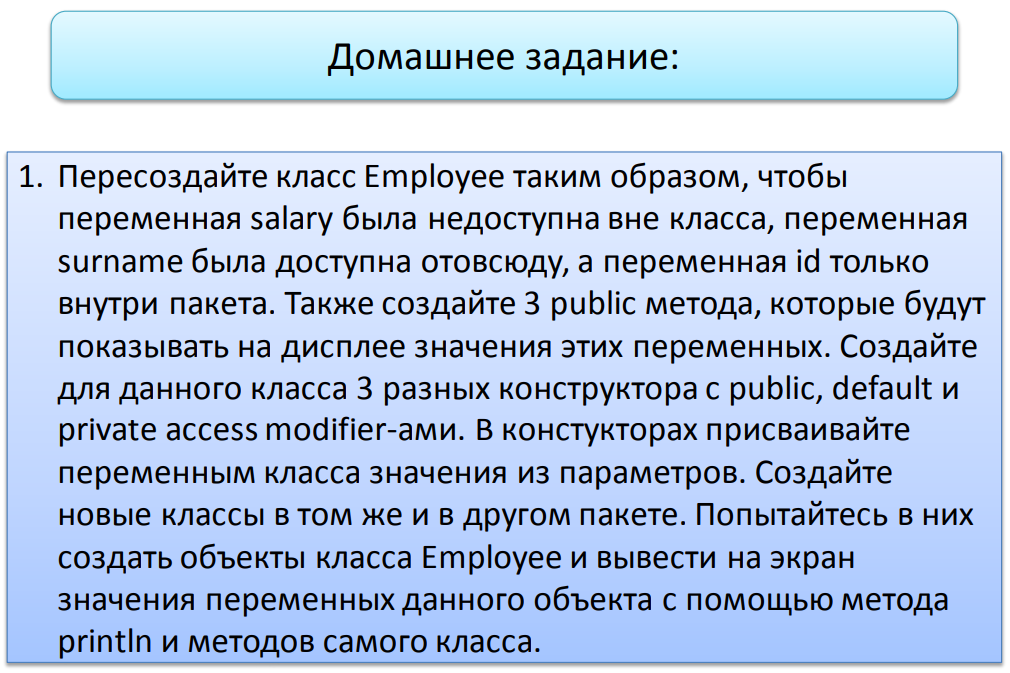 Домашнее задание:
1. Пересоздайте класс Employee таким образом, чтобы
переменная salary была недоступна вне класса, переменная
surname была доступна отовсюду, а переменная id только
внутри пакета. Также создайте 3 public метода, которые будут
показывать на дисплее значения этих переменных. Создайте
для данного класса 3 разных конструктора с public, default и
private access modifier-ами. В констукторах присваивайте
переменным класса значения из параметров. Создайте
новые классы в том же и в другом пакете. Попытайтесь в них
создать объекты класса Employee и вывести на экран
значения переменных данного объекта с помощью метода
println и методов самого класса.